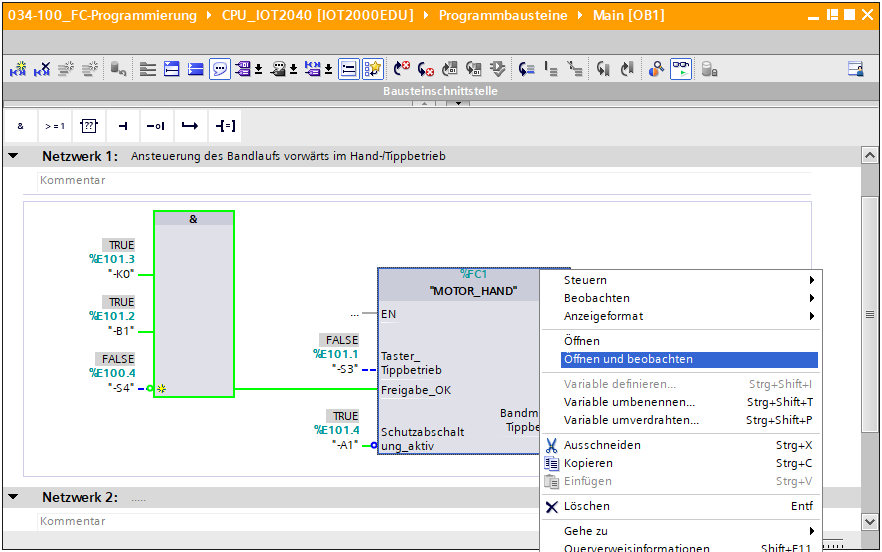 034-100_FC-Programmierung CPU_IOT2040 [IOT2000EDU] Programmbausteine Main [OB1]
Bausteinschnittstelle
& >=1 ??
Netzwerk 1: Ansteuerung des Bandlaufs vorwärts im Hand-/Tippbetrieb
Kommentar
&
TRUE
%E101.3
"-K0"
TRUE
%E101.2
"-B1"
FALSE
%E100.4
"-S4"
%FC1
"MOTOR_HAND"
... EN
FALSE
%E101.1
"-S3"
Taster_
Tippbetrieb
Freigabe_OK
TRUE
%E101.4
"-A1"
Schutzabschalt
ung_aktiv
Steuern
Beobachten
Anzeigeformat
Öffnen
Öffnen und beobachten
Variable definieren... Strg+Shift+I
Variable umbenennen... Strg+Shift+T
Variable umverdrahten... Strg+Shift+P
Ausschneiden Strg+X
Kopieren Strg+C
Einfügen Strg+V
Löschen Entf
Gehe zu
Querverweisinformationen Shift+F11
Netzwerk 2: .....
Kommentar